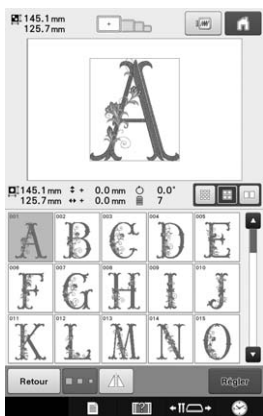 145.1 mm
125.7 mm
A
145.1 mm + 0.0 mm 0.0°
125.7 mm + 0.0 mm 7
001 002 003 004 005
A B C D E
006 007 008 009 010
F G H I J
011 012 013 014 015
K L M N O
Retour Régler